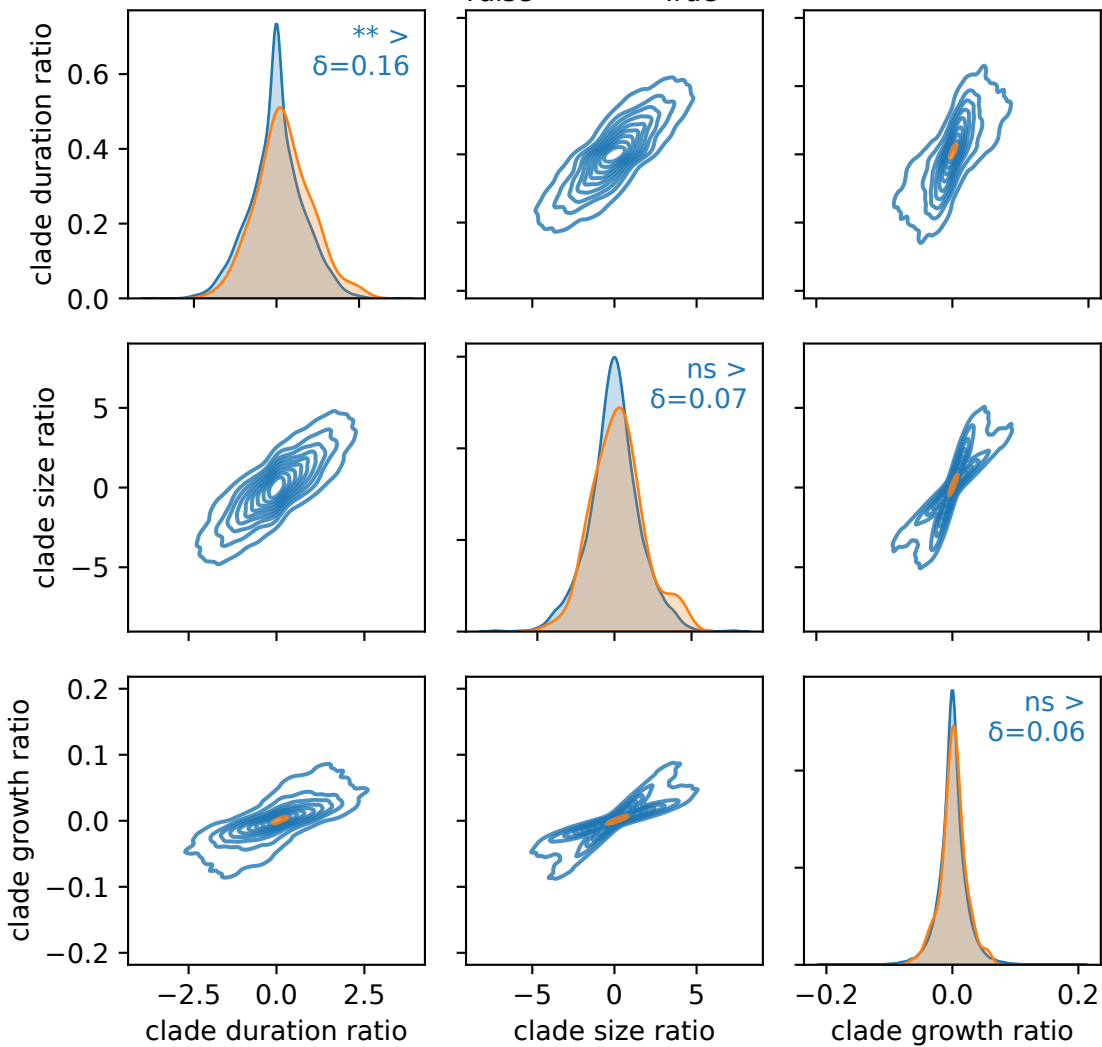 clade duration ratio
0.6
0.4
0.2
0.0
** >
δ=0.16
clade size ratio
5
0
−5
ns >
δ=0.07
clade growth ratio
0.2
0.1
0.0
−0.1
−0.2
ns >
δ=0.06
−2.5 0.0 2.5
−5 0 5
−0.2 0.0 0.2
clade duration ratio
clade size ratio
clade growth ratio